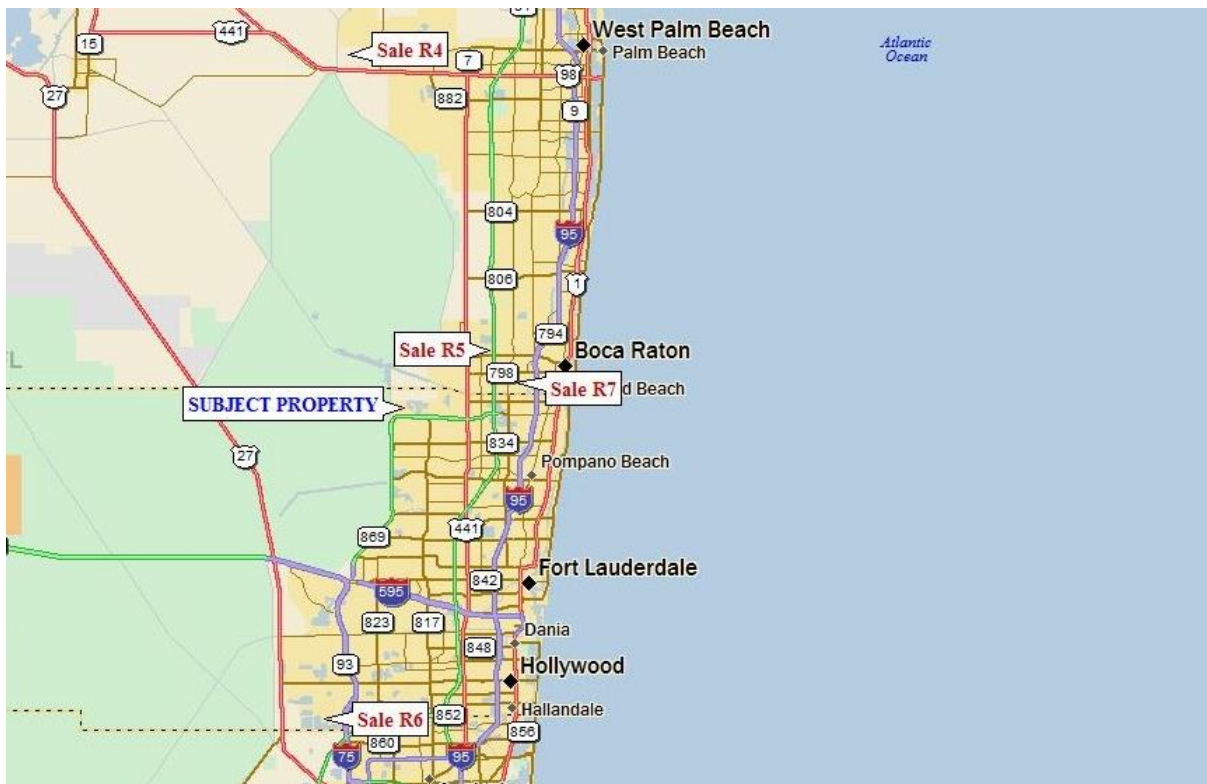 441
15
27
Sale R4
7
882
West Palm Beach
Palm Beach
98
9
Atlantic
Ocean
804
95
806
1
794
Sale R5
Boca Raton
798
Sale R7
d Beach
SUBJECT PROPERTY
834
27
Pompano Beach
95
441
869
Fort Lauderdale
842
595
823
817
Dania
848
93
Hollywood
Hallandale
852
Sale R6
856
860
75
95